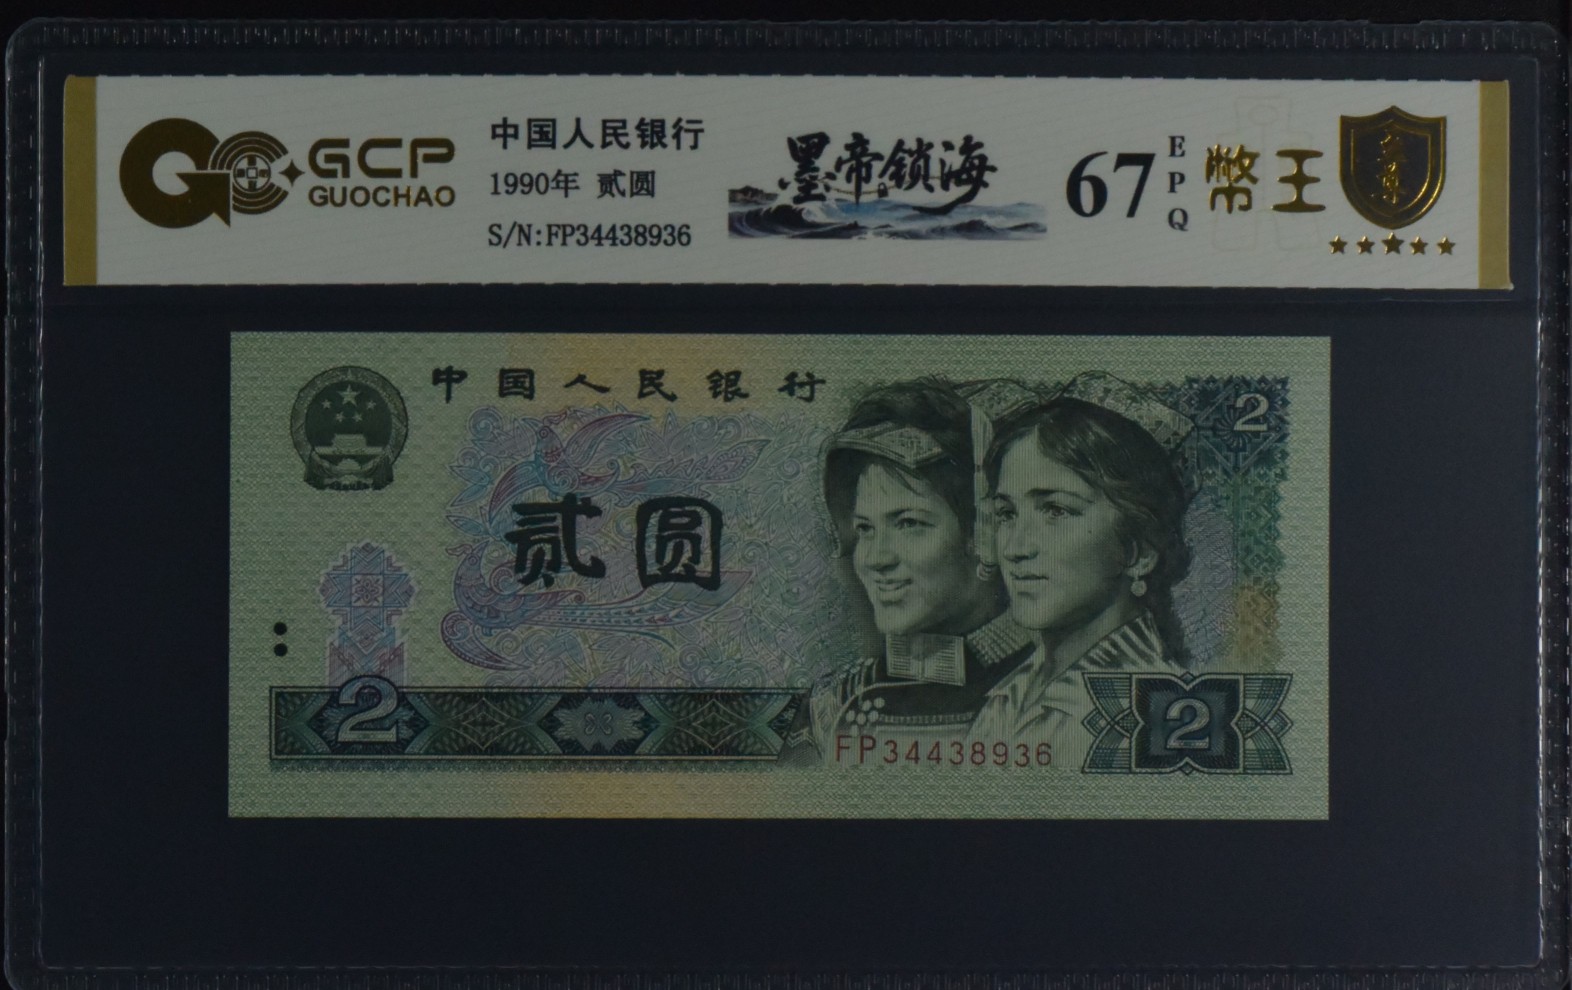 GCP
GUOCHAO
中国人民银行
1990年 贰圆
S/N:FP34438936
墨帝锁海
67
EPQ
幣王
中国人民银行
2
贰圆
2
FP34438936
2